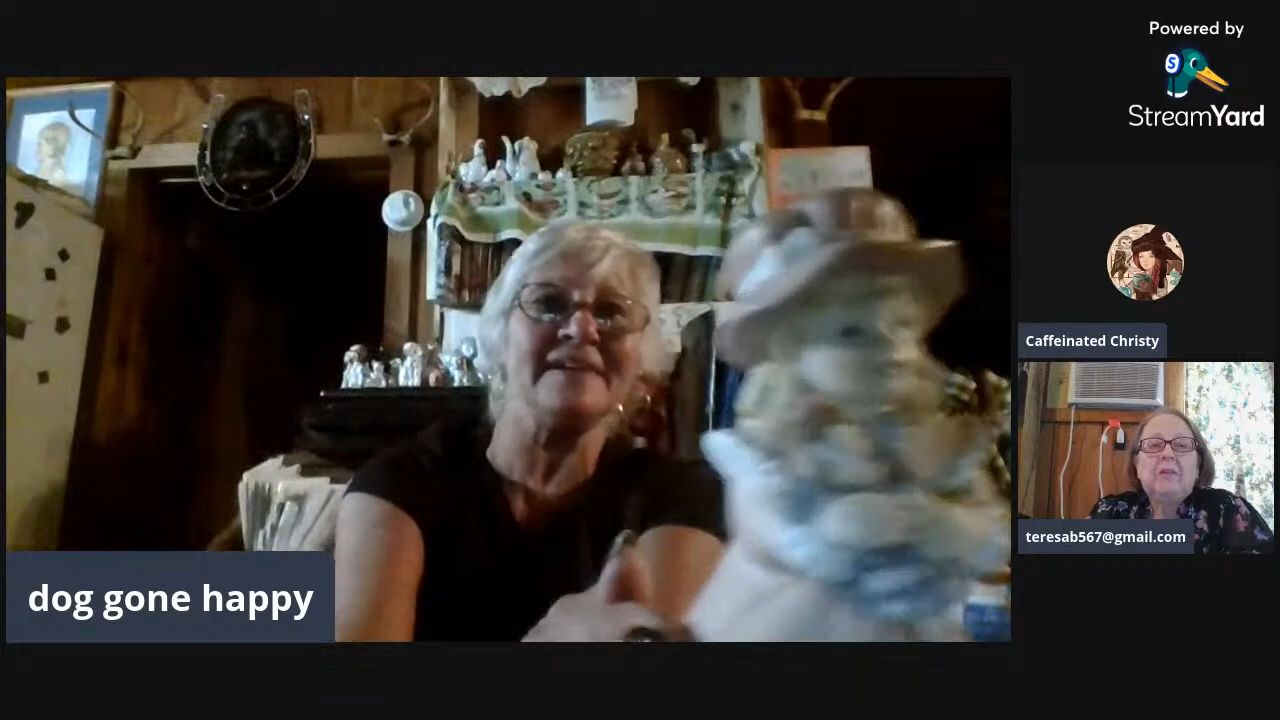 Powered by
StreamYard
Caffeinated Christy
teresab567@gmail.com
dog gone happy